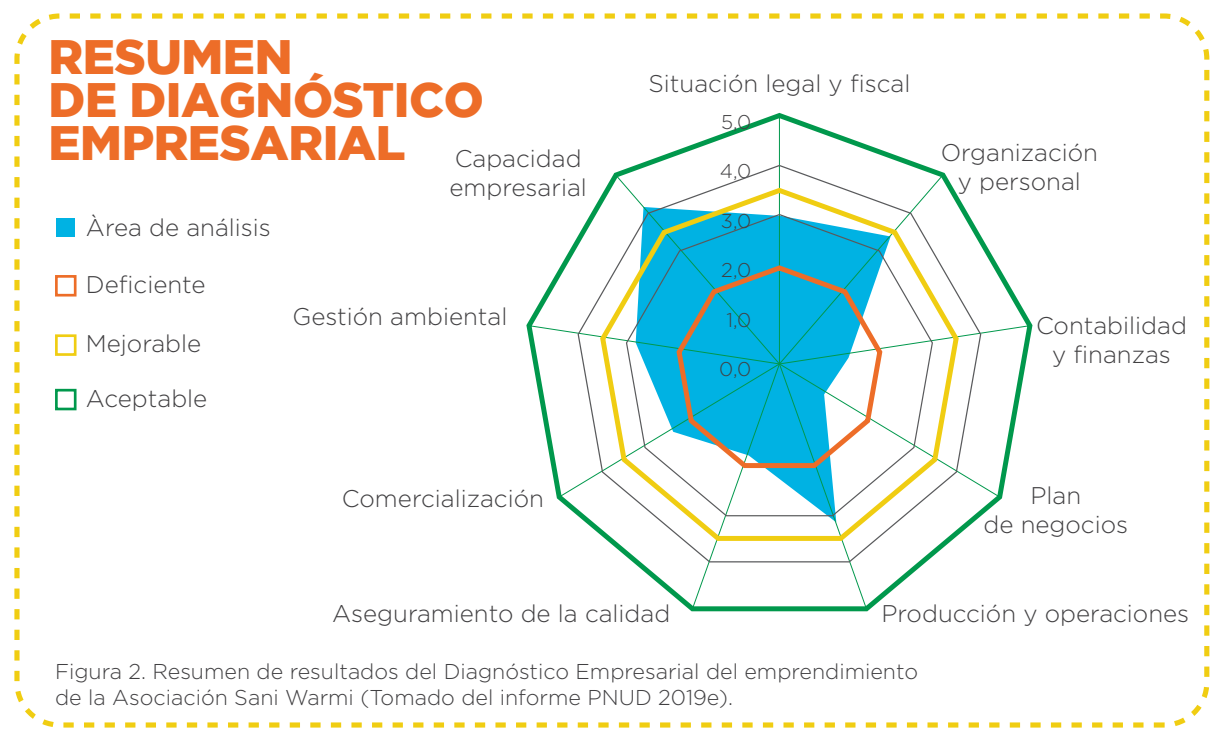 RESUMEN
DE DIAGNÓSTICO
EMPRESARIAL
Àrea de análisis
Deficiente
Mejorable
Aceptable
Situación legal y fiscal
Organización
y personal
Contabilidad
y finanzas
Plan
de negocios
Producción y operaciones
Aseguramiento de la calidad
Comercialización
Gestión ambiental
Capacidad
empresarial
5,0
4,0
3,0
2,0
1,0
0,0
Figura 2. Resumen de resultados del Diagnóstico Empresarial del emprendimiento
de la Asociación Sani Warmi (Tomado del informe PNUD 2019e).